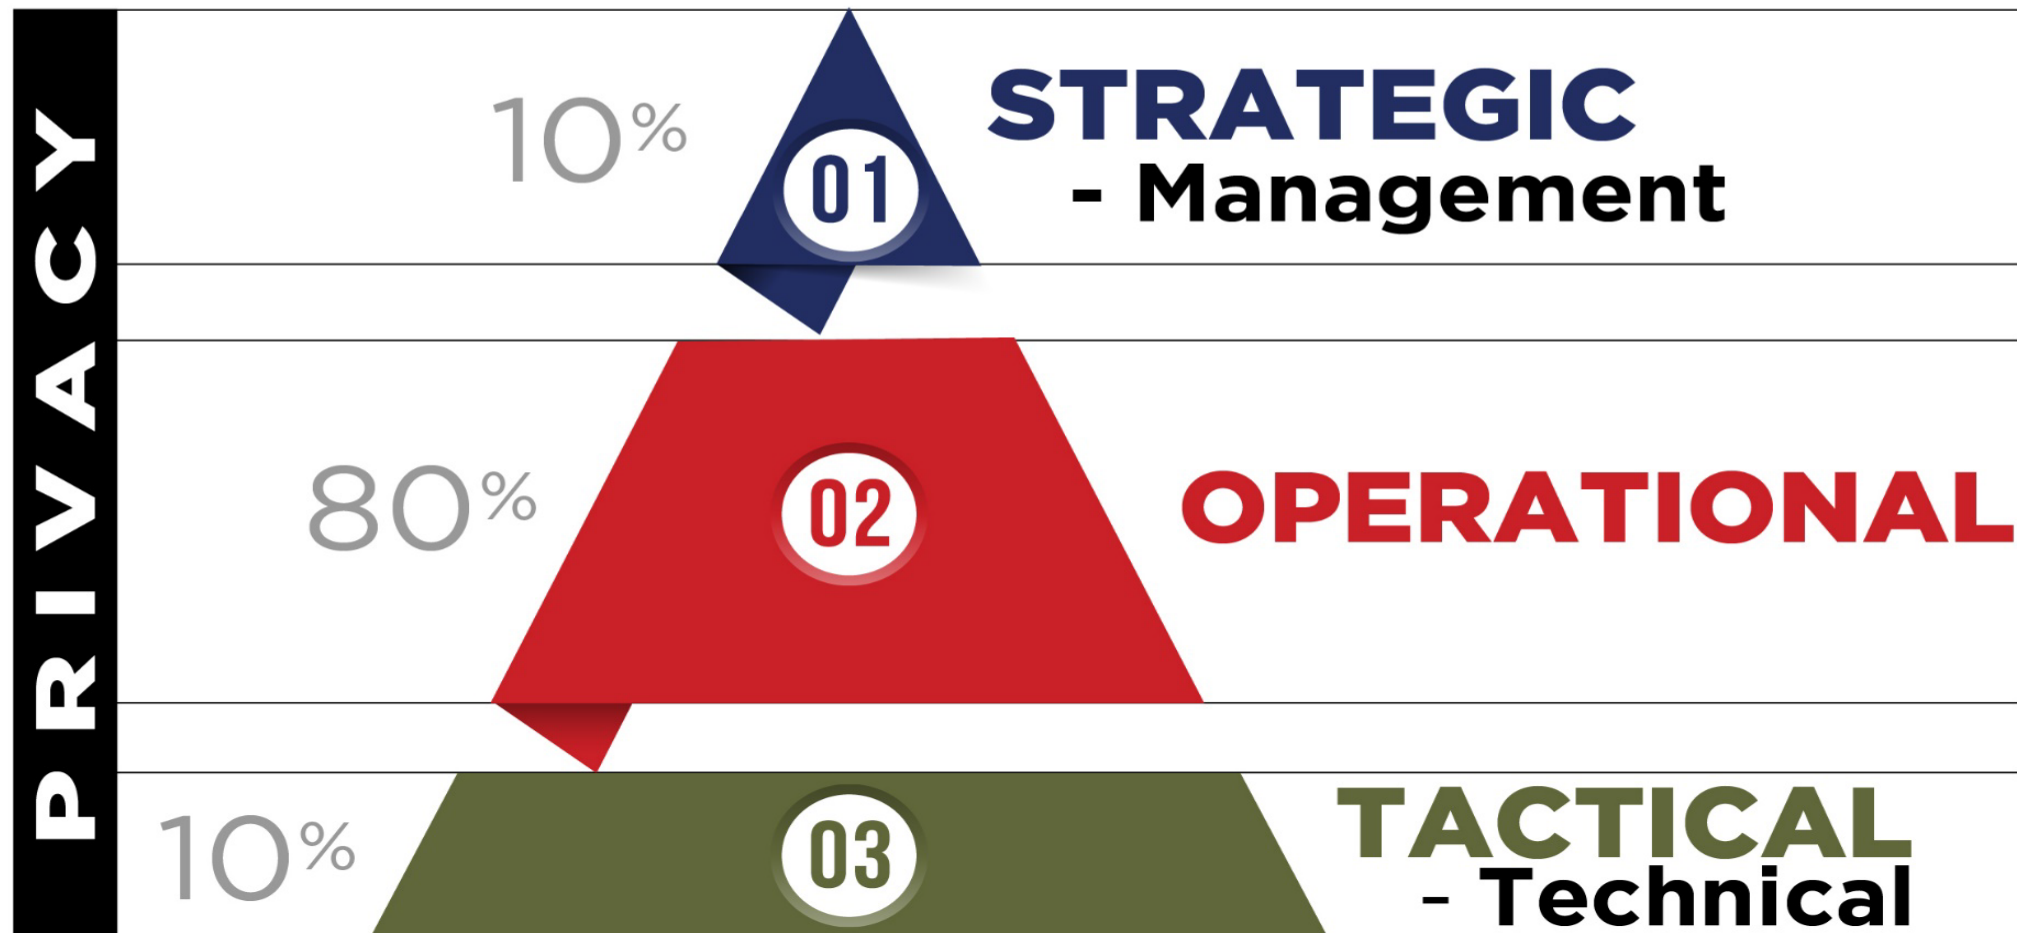 PRIVACY
10%
01
STRATEGIC
- Management
80%
02
OPERATIONAL
10%
03
TACTICAL
- Technical